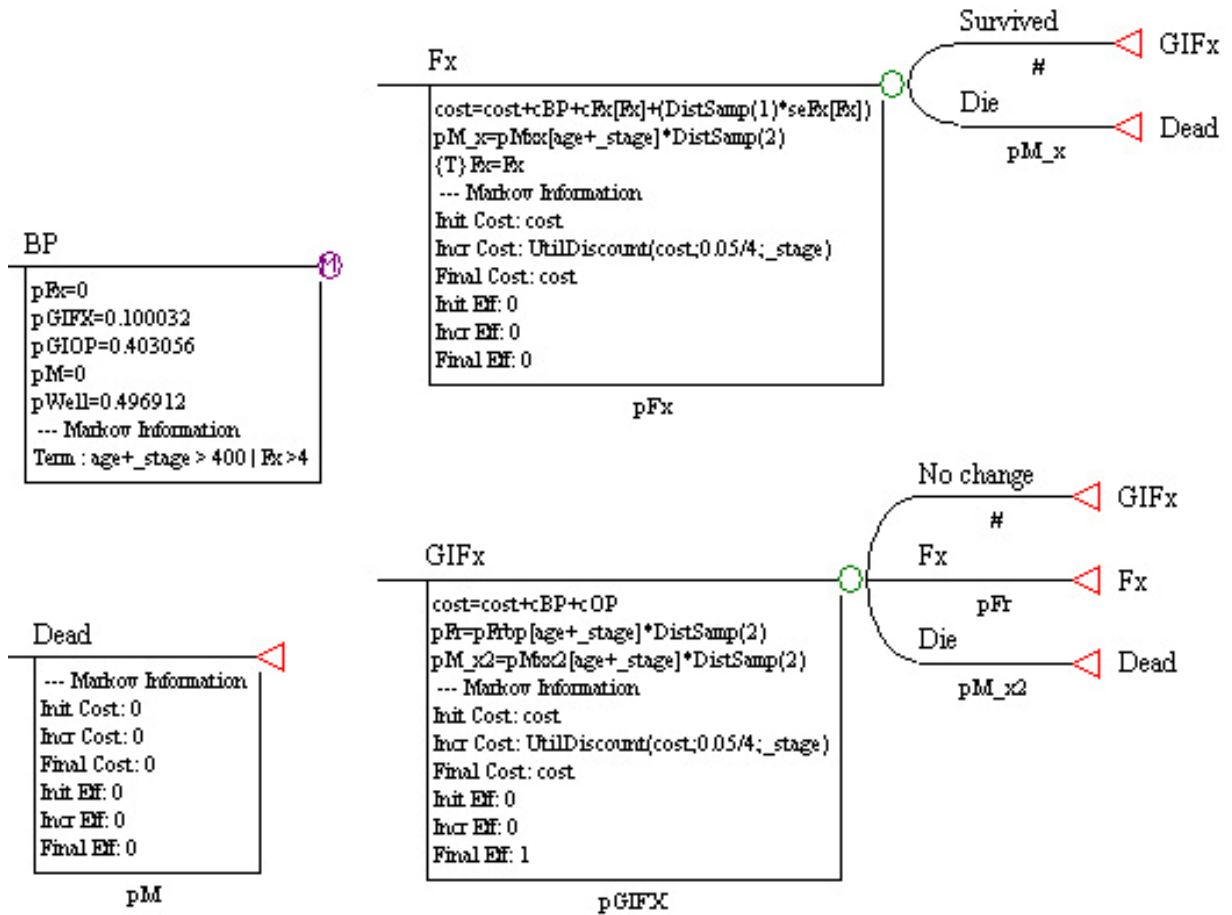 Survived
GIFx
#
Die
Dead
pM_x
Fx
cost=cost+cBP+cFx[Fx]+(DistSamp(1)*seFx[Fx])
pM_x=pMxx[age+_stage]*DistSamp(2)
{T} Fx=Fx
--- Markov Information
Init Cost: cost
Incr Cost: UtilDiscount(cost;0.05/4;_stage)
Final Cost: cost
Init Eff: 0
Incr Eff: 0
Final Eff: 0
pFx
BP
M
pFx=0
pGIFX=0.100032
pGIOP=0.403056
pM=0
pWell=0.496912
--- Markov Information
Term : age+_stage > 400 | Fx >4
No change
GIFx
#
Fx
Fx
pFr
Die
Dead
pM_x2
GIFx
cost=cost+cBP+cOP
pFr=pFrbp[age+_stage]*DistSamp(2)
pM_x2=pMxx2[age+_stage]*DistSamp(2)
--- Markov Information
Init Cost: cost
Incr Cost: UtilDiscount(cost;0.05/4;_stage)
Final Cost: cost
Init Eff: 0
Incr Eff: 0
Final Eff: 1
pGIFX
Dead
--- Markov Information
Init Cost: 0
Incr Cost: 0
Final Cost: 0
Init Eff: 0
Incr Eff: 0
Final Eff: 0
pM